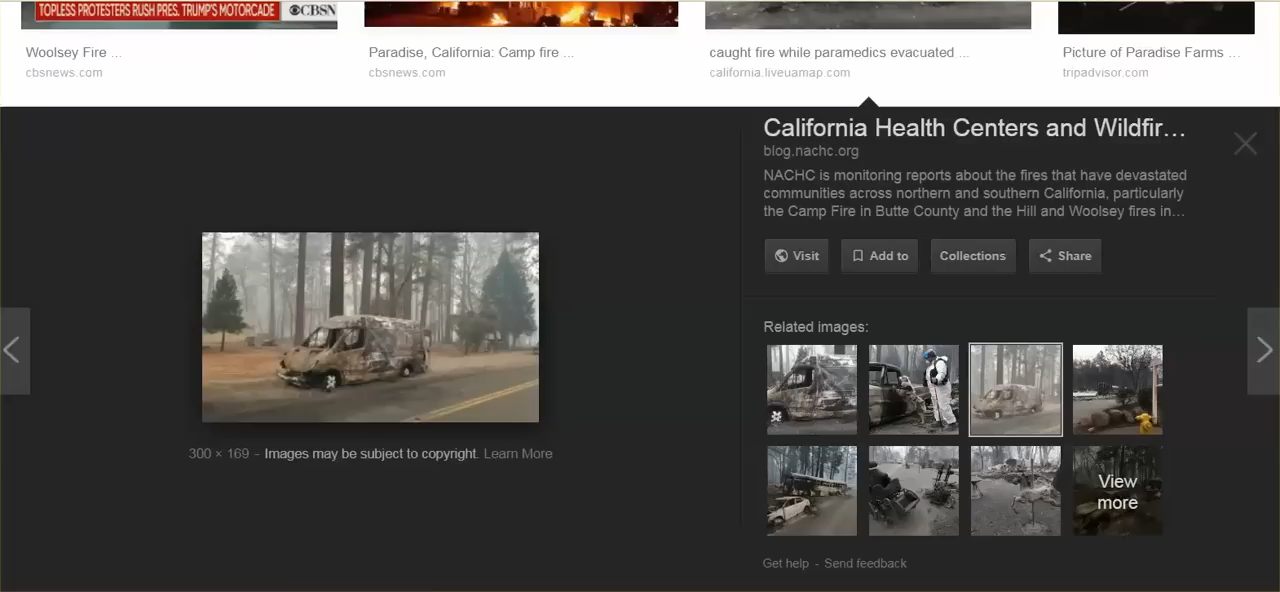 TOPLESS PROTESTERS RUSH PRES. TRUMP'S MOTORCADE
CBSN
Woolsey Fire ...
cbsnews.com
Paradise, California: Camp fire ...
cbsnews.com
caught fire while paramedics evacuated ...
california.liveuamap.com
Picture of Paradise Farms ...
tripadvisor.com
California Health Centers and Wildfir...
blog.nachc.org
NACHC is monitoring reports about the fires that have devastated
communities across northern and southern California, particularly
the Camp Fire in Butte County and the Hill and Woolsey fires in...
Visit
Add to
Collections
Share
300 × 169 - Images may be subject to copyright. Learn More
Related images:
View
more
Get help - Send feedback